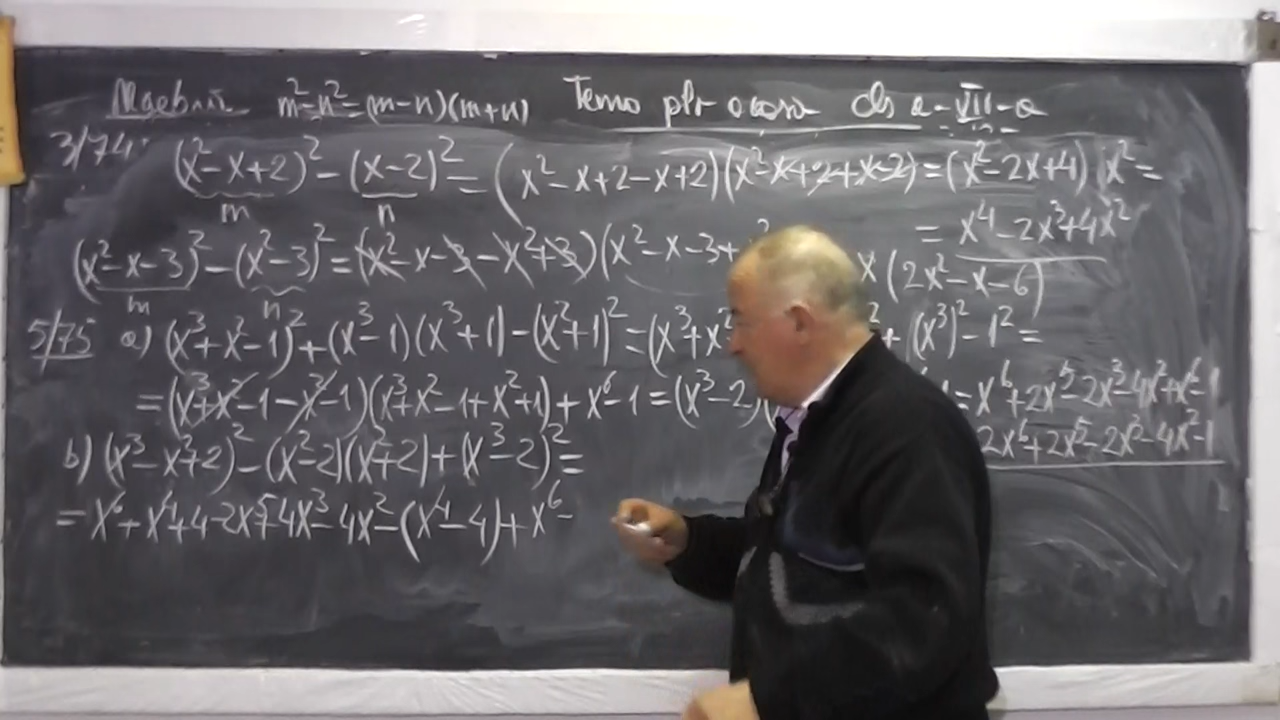 Algebră m²-n²=(m-n)(m+n) Temă ptr acasă cls a-VII-a
3/74: (x²-x+2)²-(x-2)²=(x²-x+2-x+2)(x²-x+2+x-2)=(x²-2x+4) x²=
m n
= x⁴-2x³+4x²
(x²-x-3)²-(x²-3)²=(x²-x-3-x²+3)(x²-x-3+ x(2x²-x-6)
m n
5/75 a) (x³+x²-1)²+(x³-1)(x³+1)-(x²+1)²=(x³+x² +(x³)²-1²=
=(x³+x²-1-x²-1)(x³+x²-1+x²+1)+x⁶-1=(x³-2)( =x⁶+2x⁵-2x³-4x²+x⁶-1
2x⁶+2x⁵-2x³-4x²-1
b) (x³-x²+2)²-(x²-2)(x²+2)+(x³-2)²=
=x⁶+x⁴+4-2x⁵+4x³-4x²-(x⁴-4)+x⁶-